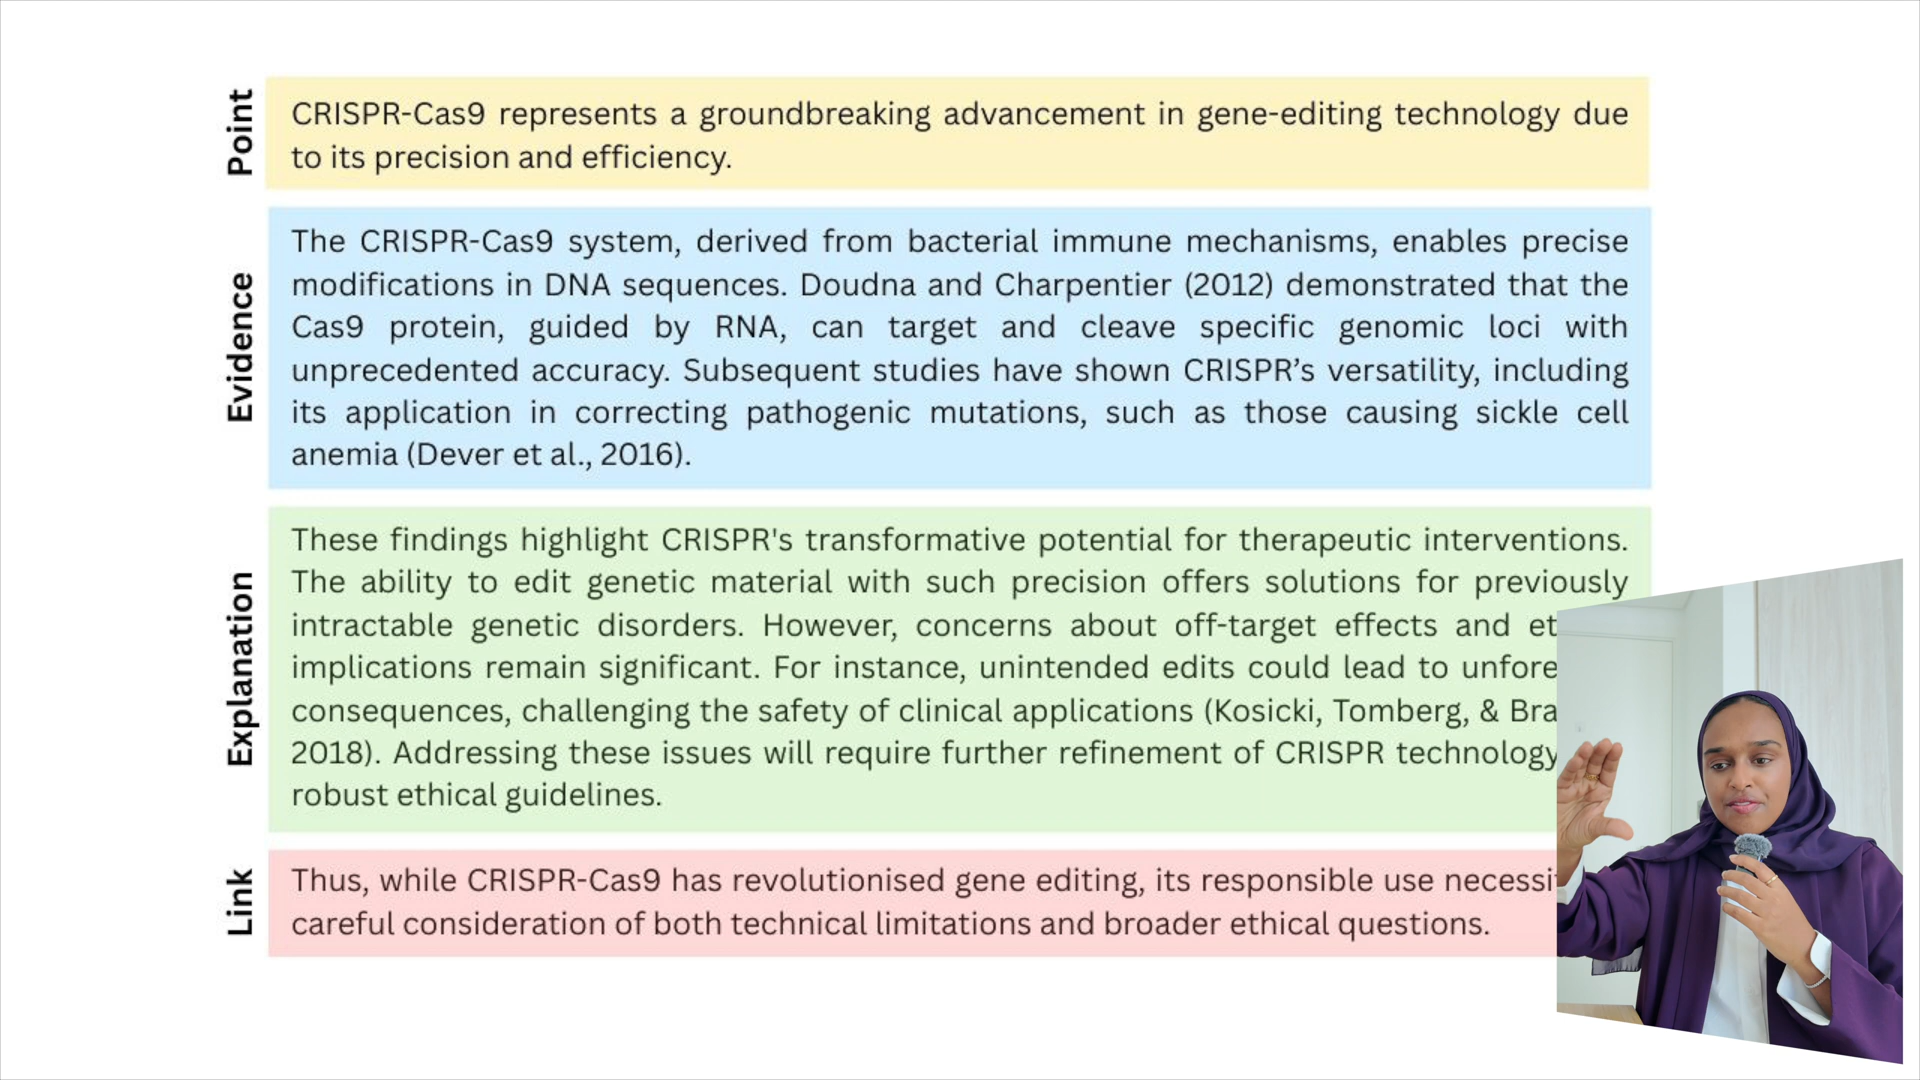 Point
CRISPR-Cas9 represents a groundbreaking advancement in gene-editing technology due
to its precision and efficiency.
Evidence
The CRISPR-Cas9 system, derived from bacterial immune mechanisms, enables precise
modifications in DNA sequences. Doudna and Charpentier (2012) demonstrated that the
Cas9 protein, guided by RNA, can target and cleave specific genomic loci with
unprecedented accuracy. Subsequent studies have shown CRISPR’s versatility, including
its application in correcting pathogenic mutations, such as those causing sickle cell
anemia (Dever et al., 2016).
Explanation
These findings highlight CRISPR's transformative potential for therapeutic interventions.
The ability to edit genetic material with such precision offers solutions for previously
intractable genetic disorders. However, concerns about off-target effects and
implications remain significant. For instance, unintended edits could lead to
consequences, challenging the safety of clinical applications (Kosicki, Tomberg, &
2018). Addressing these issues will require further refinement of CRISPR technology
robust ethical guidelines.
Link
Thus, while CRISPR-Cas9 has revolutionised gene editing, its responsible use
careful consideration of both technical limitations and broader ethical questions.